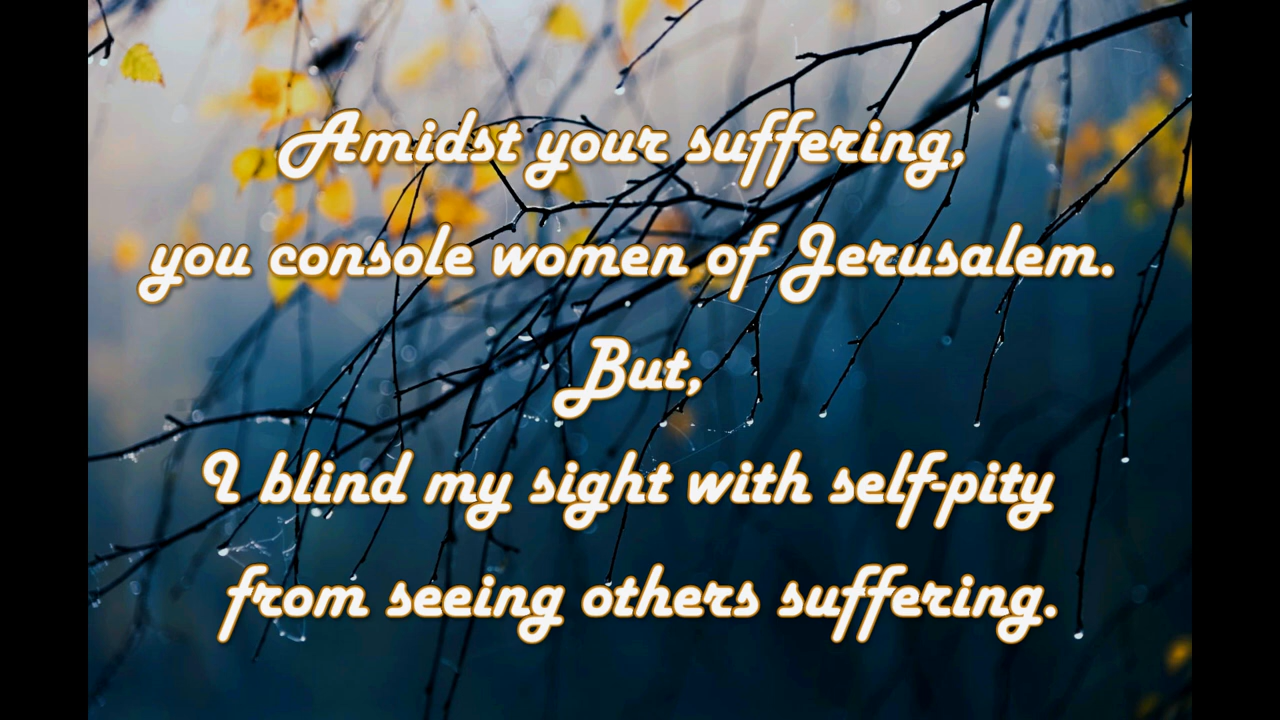 Amidst your suffering,
you console women of Jerusalem.
But,
I blind my sight with self-pity
from seeing others suffering.